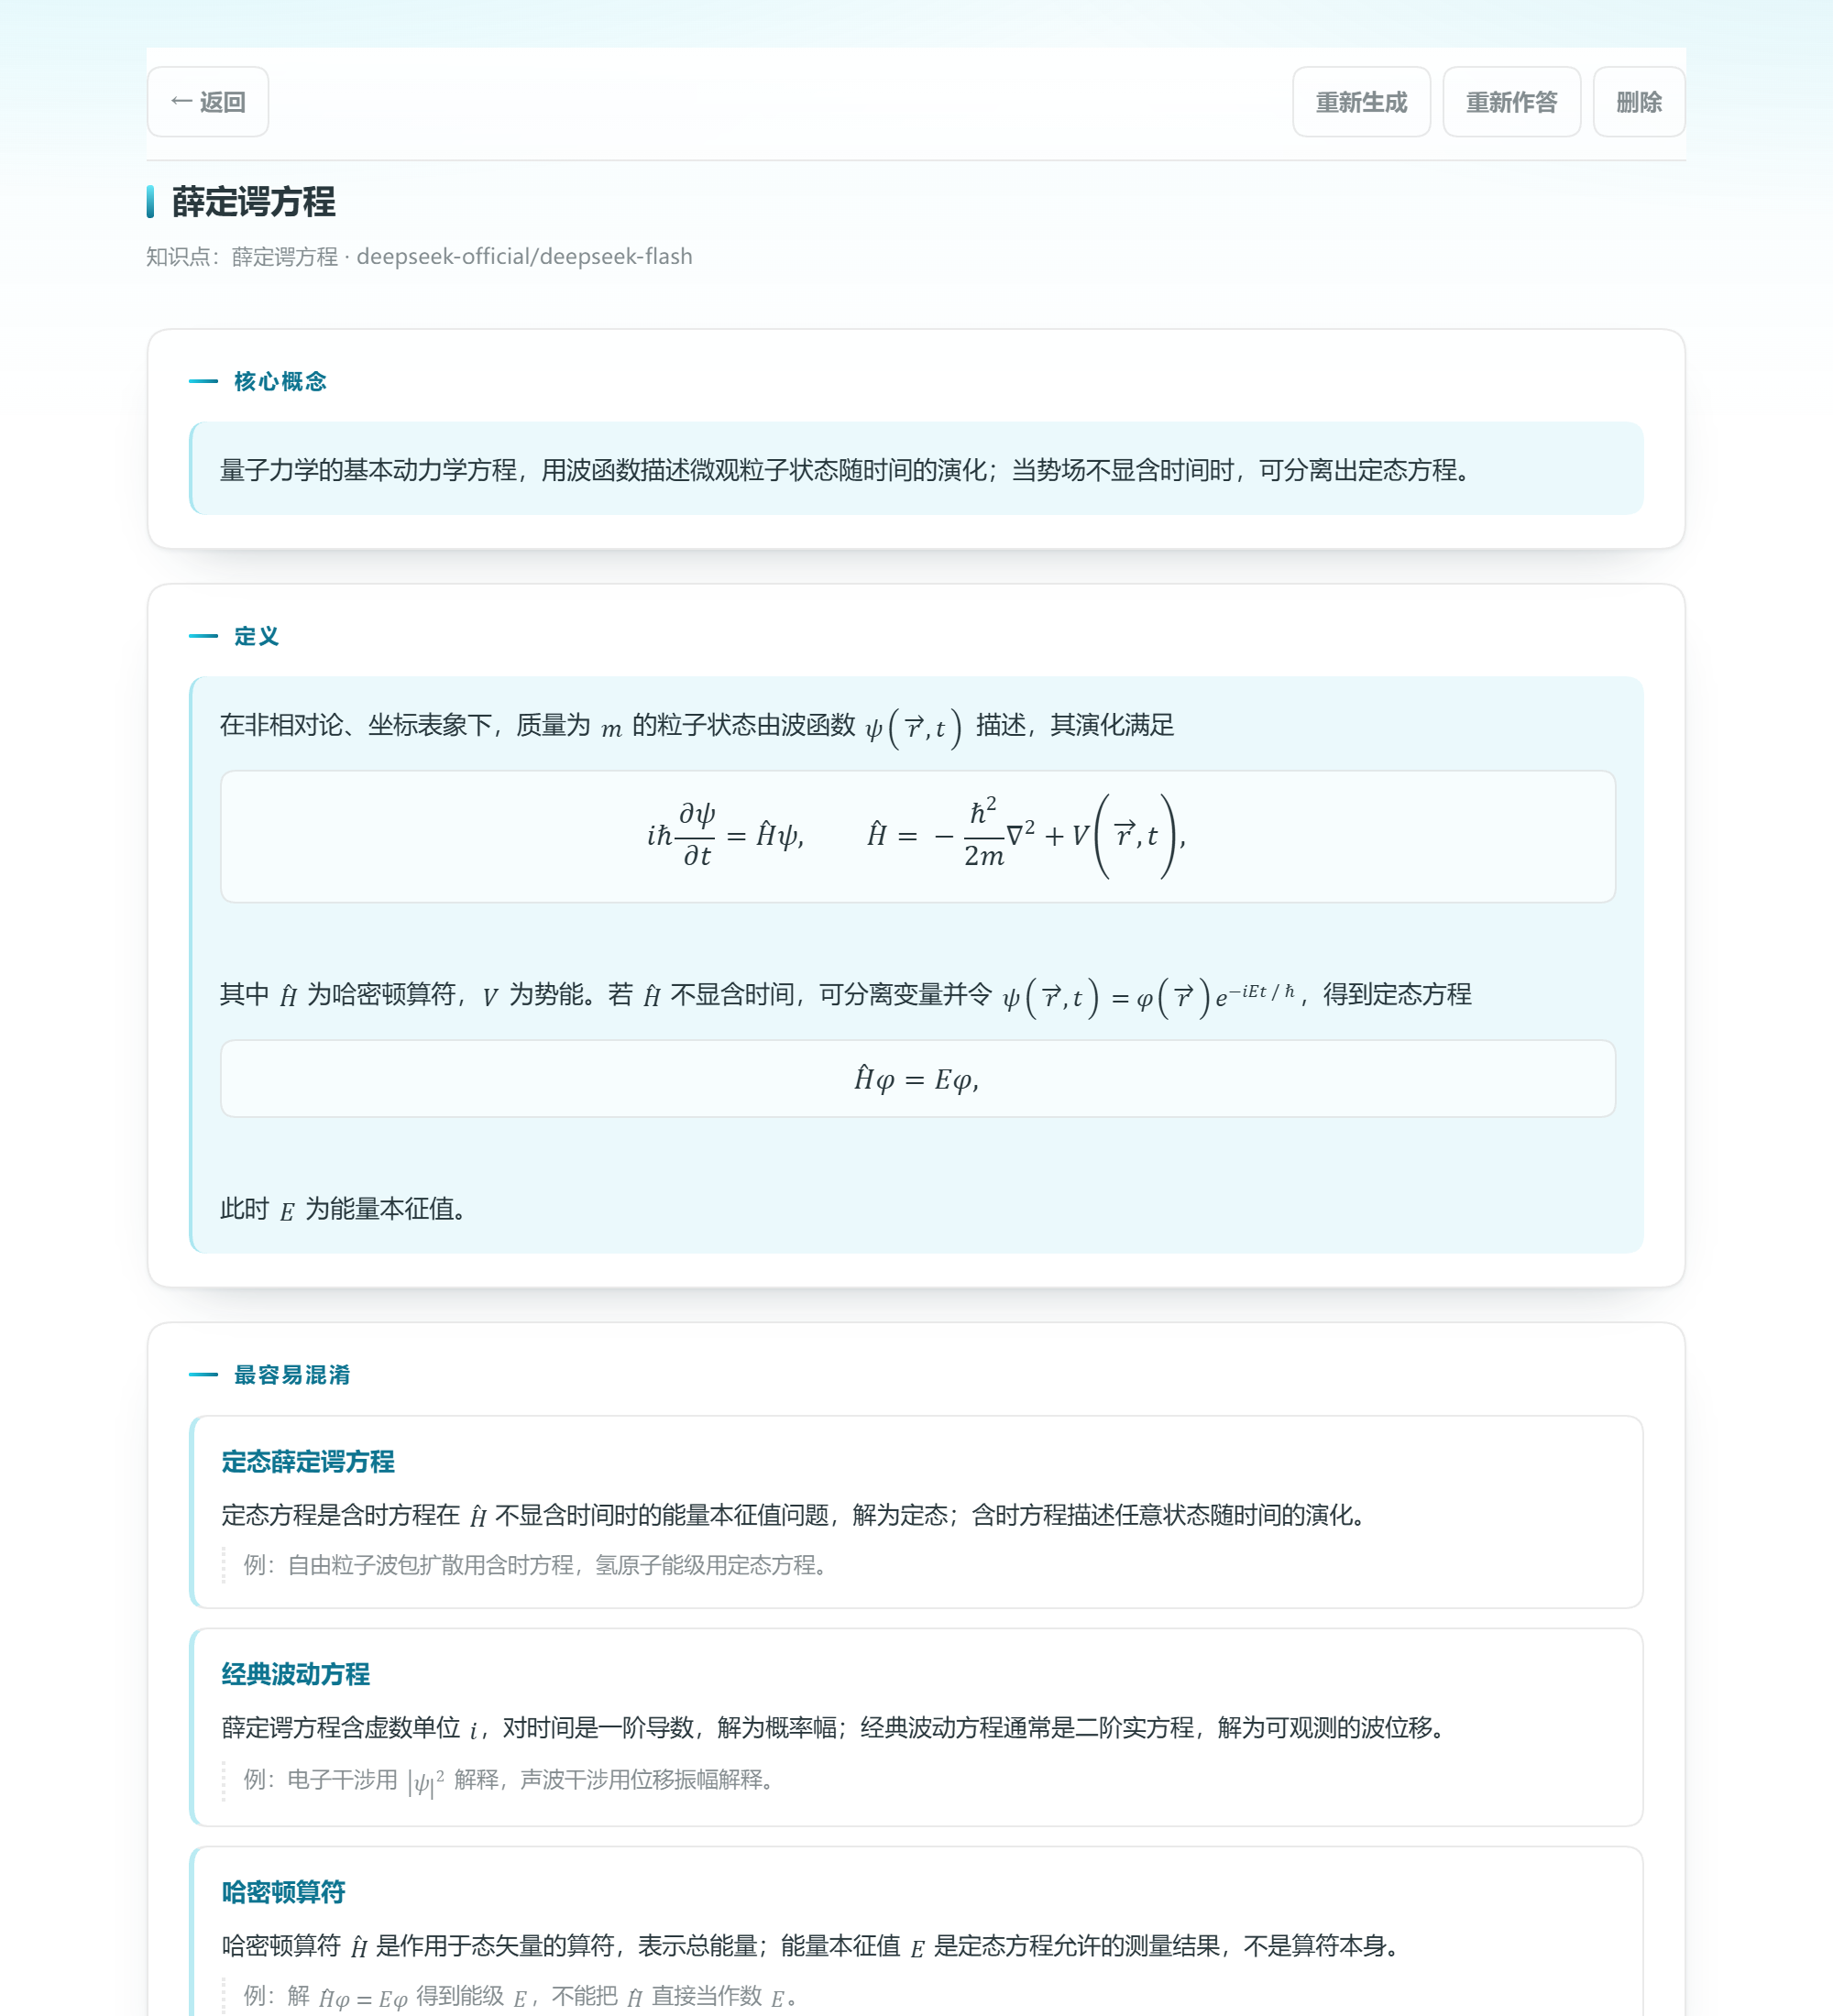 ← 返回
重新生成
重新作答
删除
薛定谔方程
知识点：薛定谔方程 · deepseek-official/deepseek-flash
核心概念
量子力学的基本动力学方程，用波函数描述微观粒子状态随时间的演化；当势场不显含时间时，可分离出定态方程。
定义
在非相对论、坐标表象下，质量为 m 的粒子状态由波函数 ψ(r⃗, t) 描述，其演化满足
iℏ ∂ψ/∂t = Ĥψ,  Ĥ = − ℏ²/2m ∇² + V(r⃗, t),
其中 Ĥ 为哈密顿算符，V 为势能。若 Ĥ 不显含时间，可分离变量并令 ψ(r⃗, t) = φ(r⃗) e^{−iEt / ℏ}，得到定态方程
Ĥφ = Eφ,
此时 E 为能量本征值。
最容易混淆
定态薛定谔方程
定态方程是含时方程在 Ĥ 不显含时间时的能量本征值问题，解为定态；含时方程描述任意状态随时间的演化。
例：自由粒子波包扩散用含时方程，氢原子能级用定态方程。
经典波动方程
薛定谔方程含虚数单位 i，对时间是一阶导数，解为概率幅；经典波动方程通常是二阶实方程，解为可观测的波位移。
例：电子干涉用 |ψ|² 解释，声波干涉用位移振幅解释。
哈密顿算符
哈密顿算符 Ĥ 是作用于态矢量的算符，表示总能量；能量本征值 E 是定态方程允许的测量结果，不是算符本身。
例：解 Ĥφ = Eφ 得到能级 E，不能把 Ĥ 直接当作数 E。